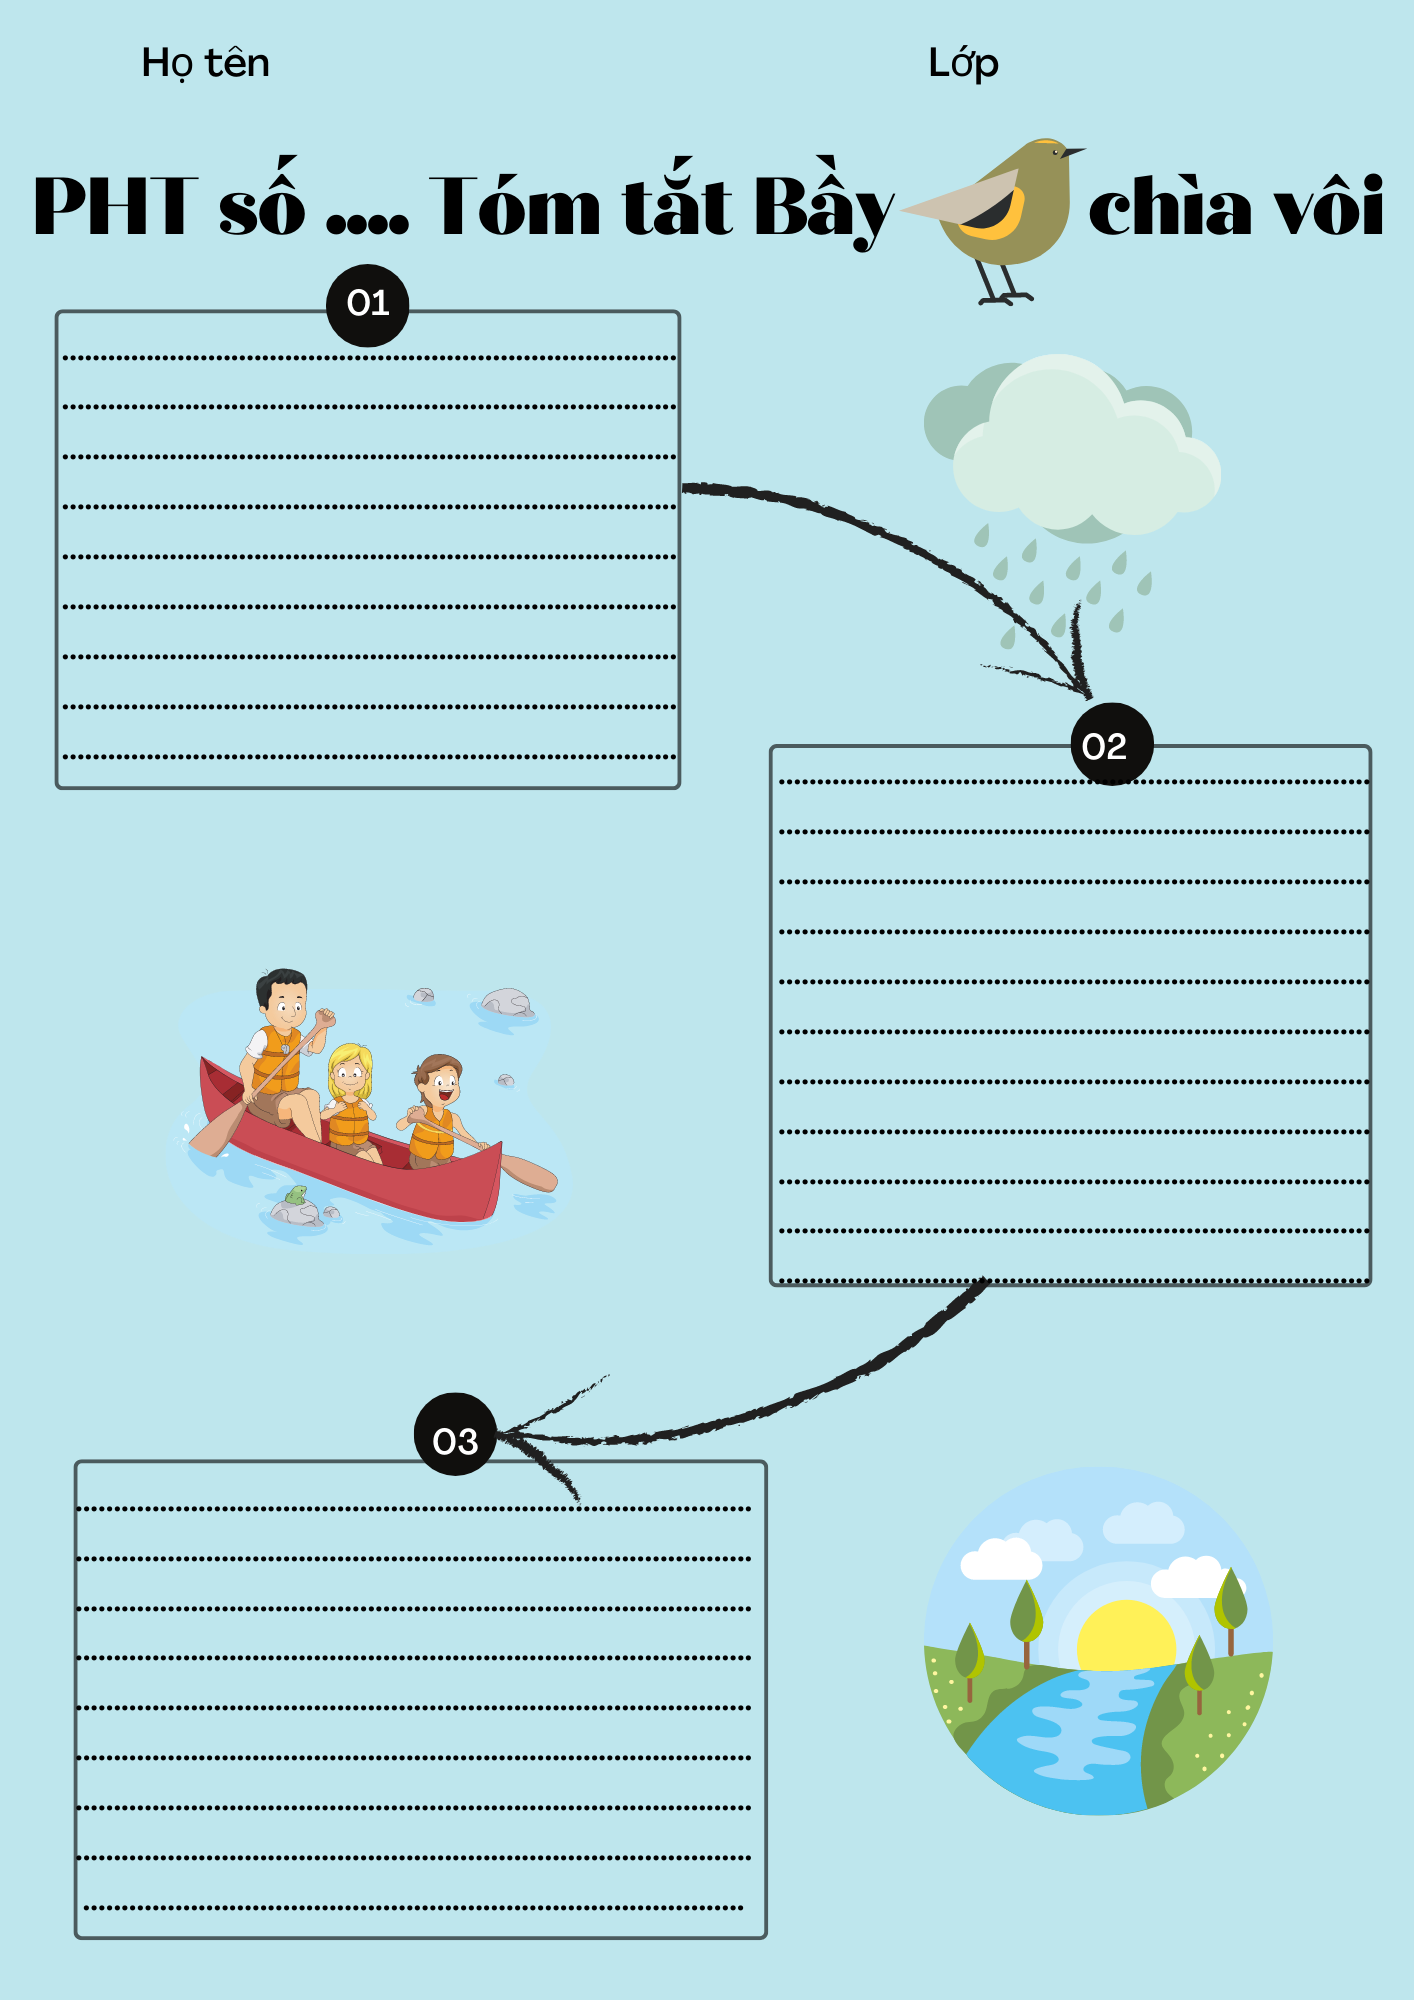 Họ tên
Lớp
PHT số .... Tóm tắt Bầy chìa vôi
01
02
03